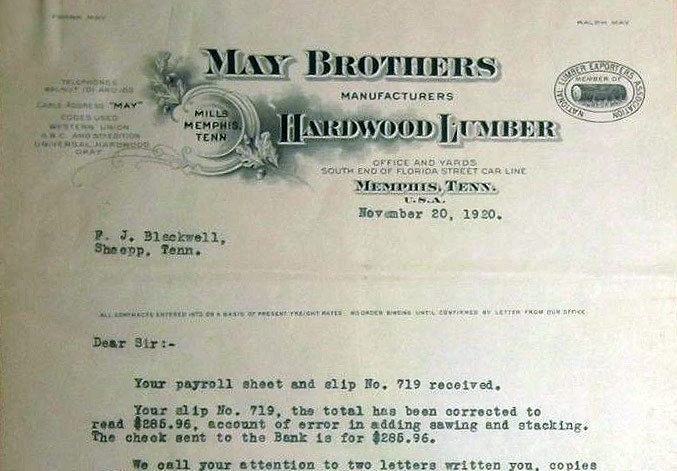 FRANK MAY
RALPH MAY
MAY BROTHERS
MANUFACTURERS
HARDWOOD LUMBER
TELEPHONES
WALNUT 101 AND 103
CABLE ADDRESS "MAY"
CODES USED
WESTERN UNION
A.B.C. AND 5TH EDITION
UNIVERSAL, HARDWOOD
OKAY
MILLS
MEMPHIS,
TENN
NATIONAL LUMBER EXPORTERS ASSOCIATION
MEMBER OF
OFFICE AND YARDS
SOUTH END OF FLORIDA STREET CAR LINE
MEMPHIS, TENN.
U.S.A.
November 20, 1920.
F. J. Blackwell,
Sheepp, Tenn.
ALL CONTRACTS ENTERED INTO ON A BASIS OF PRESENT FREIGHT RATES. NO ORDER BINDING UNTIL CONFIRMED BY LETTER FROM OUR OFFICE.
Dear Sir:-
Your payroll sheet and slip No. 719 received.
Your slip No. 719, the total has been corrected to
read $285.96, account of error in adding sawing and stacking.
The check sent to the Bank is for $285.96.
We call your attention to two letters written you, copies